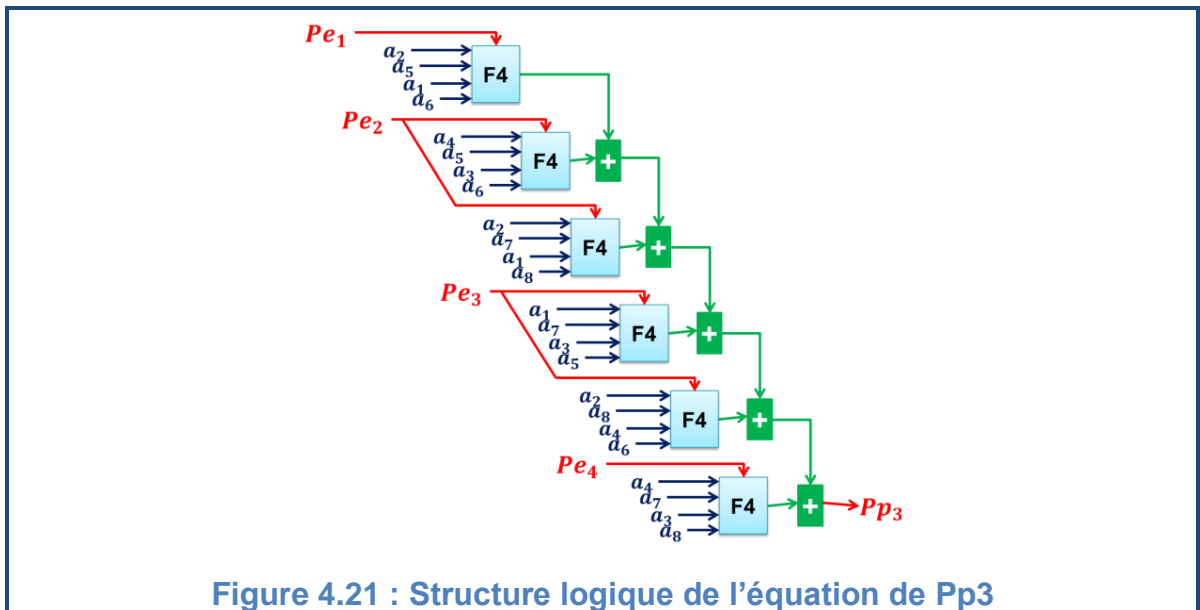 Pe1
a2
a5
a1
a6
F4
Pe2
a4
a5
a3
a6
F4
+
a2
a7
a1
a8
F4
+
Pe3
a1
a7
a3
a5
F4
+
a2
a8
a4
a6
F4
+
Pe4
a4
a7
a3
a8
F4
+
Pp3
Figure 4.21 : Structure logique de l’équation de Pp3